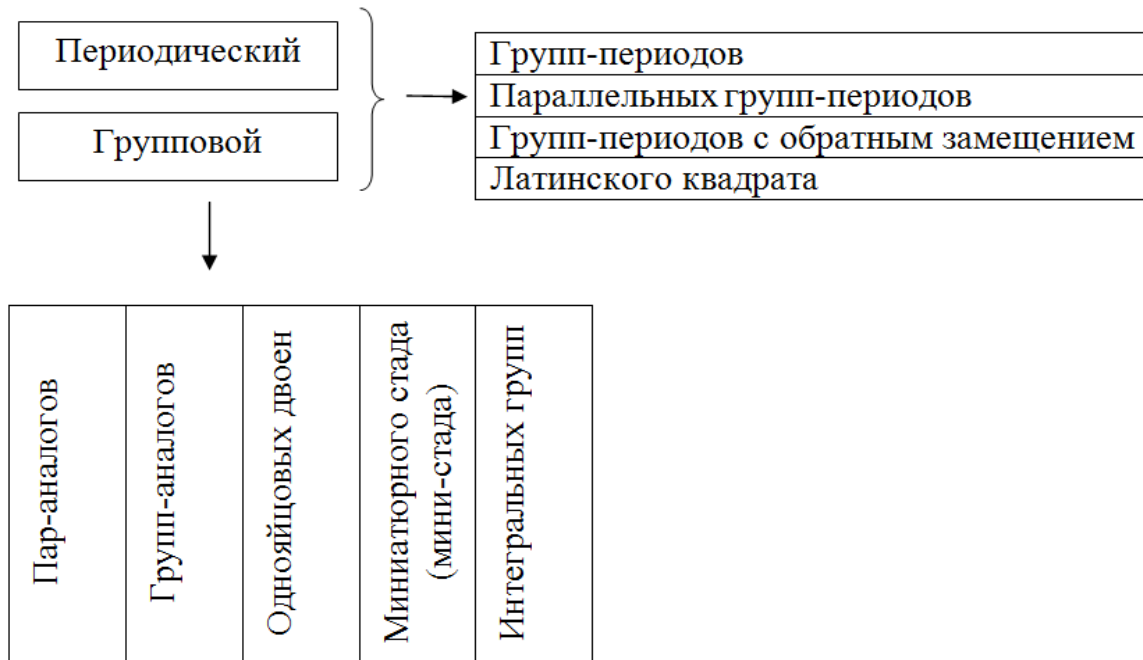 Периодический
Групповой
Групп-периодов
Параллельных групп-периодов
Групп-периодов с обратным замещением
Латинского квадрата
Пар-аналогов
Групп-аналогов
Однояйцовых двоен
Миниатюрного стада
(мини-стада)
Интегральных групп